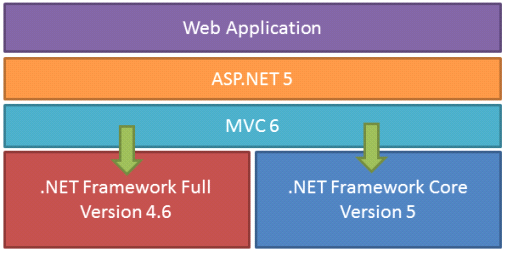 Web Application
ASP.NET 5
MVC 6
.NET Framework Full
Version 4.6
.NET Framework Core
Version 5